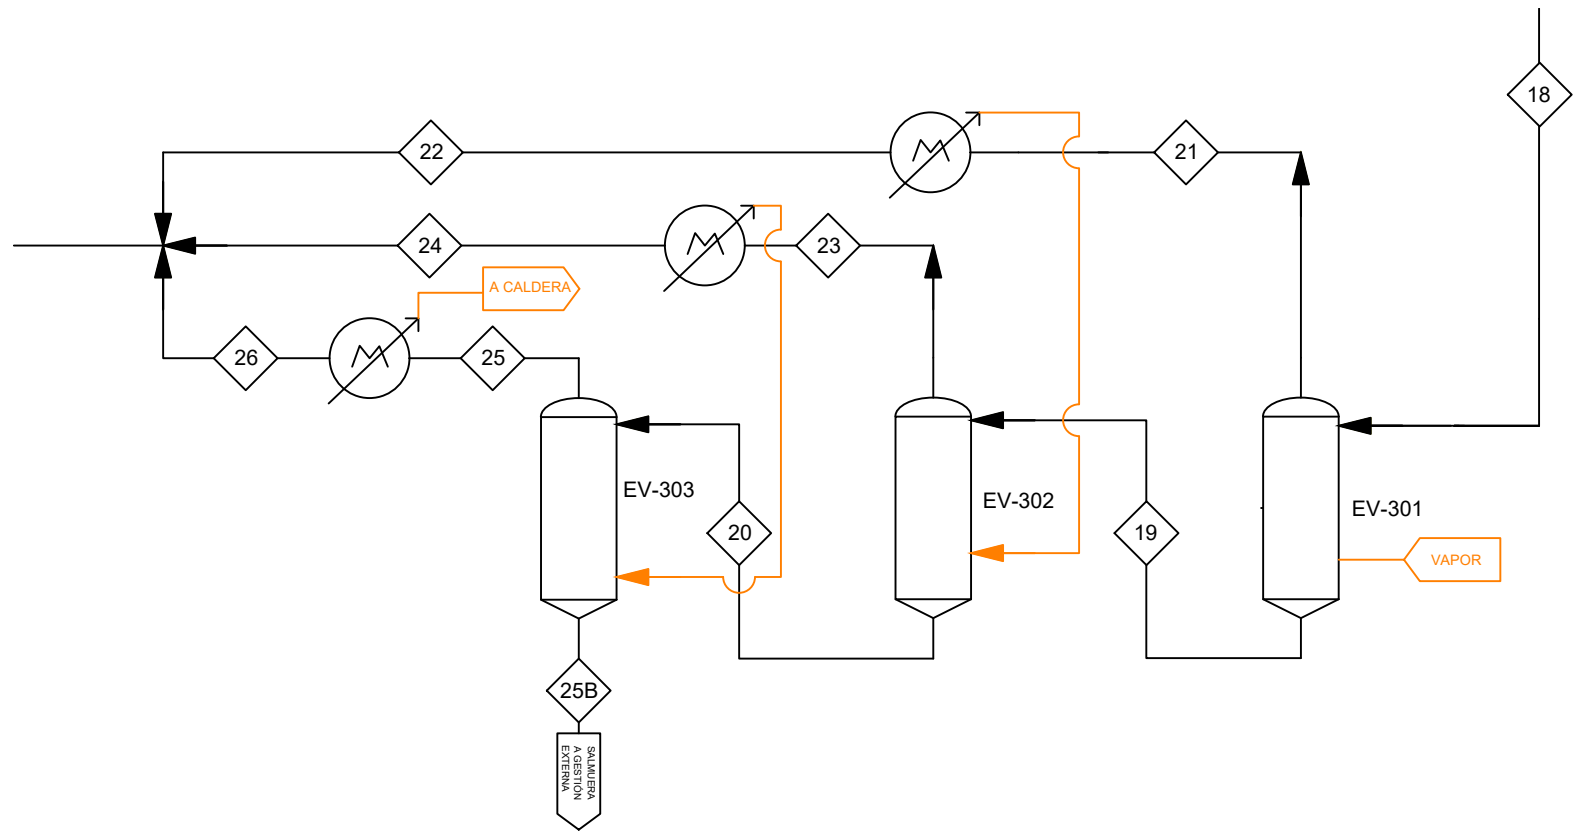 18
22
21
24
23
A CALDERA
26
25
EV-303
EV-302
EV-301
20
19
VAPOR
25B
SALMUERA
A GESTIÓN
EXTERNA